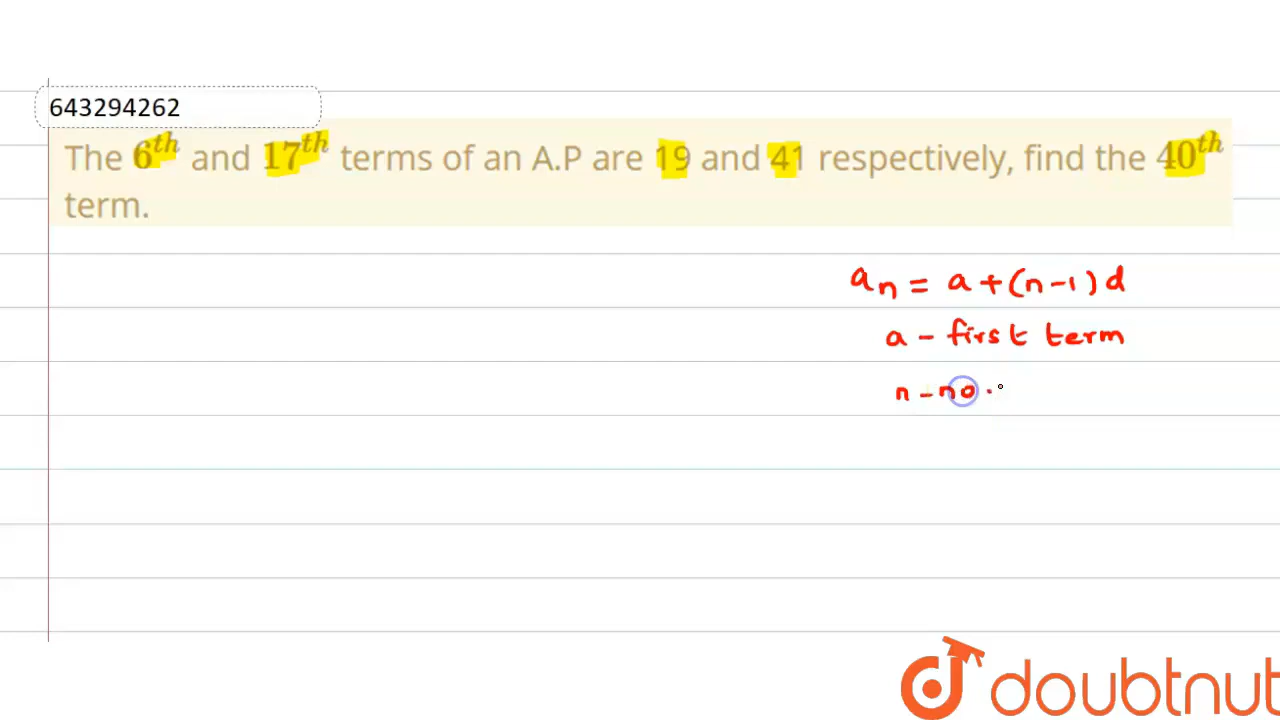 643294262
The 6th and 17th terms of an A.P are 19 and 41 respectively, find the 40th
term.
an = a + (n-1) d
a - first term
n - no.
doubtnut